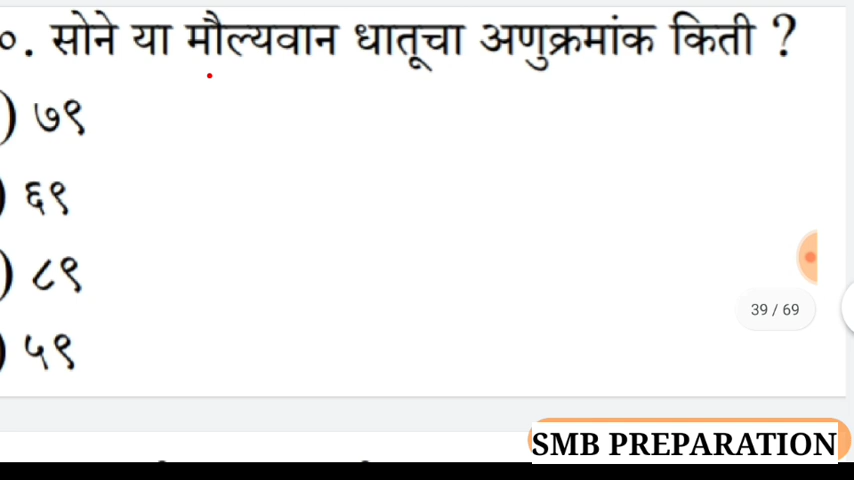 ०. सोने या मौल्यवान धातूचा अणुक्रमांक किती ?
) ७९
) ६९
) ८९
) ५९
39 / 69
SMB PREPARATION